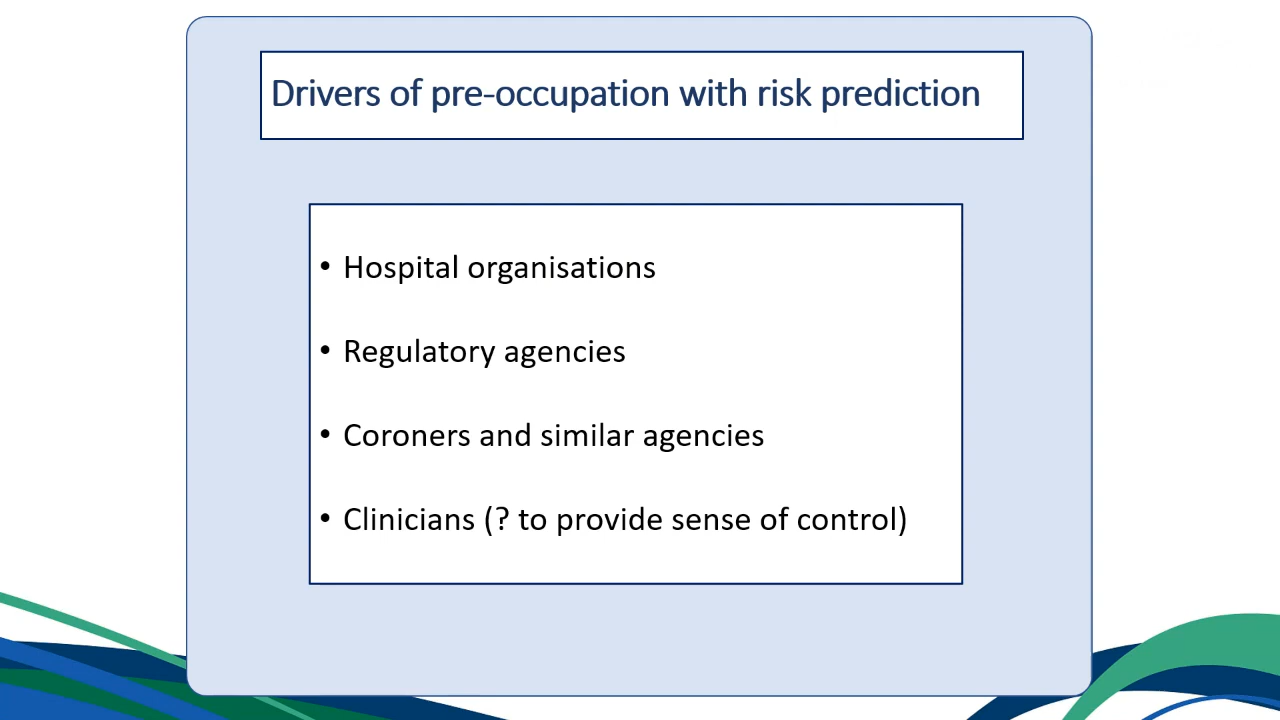 Drivers of pre-occupation with risk prediction
• Hospital organisations
• Regulatory agencies
• Coroners and similar agencies
• Clinicians (? to provide sense of control)